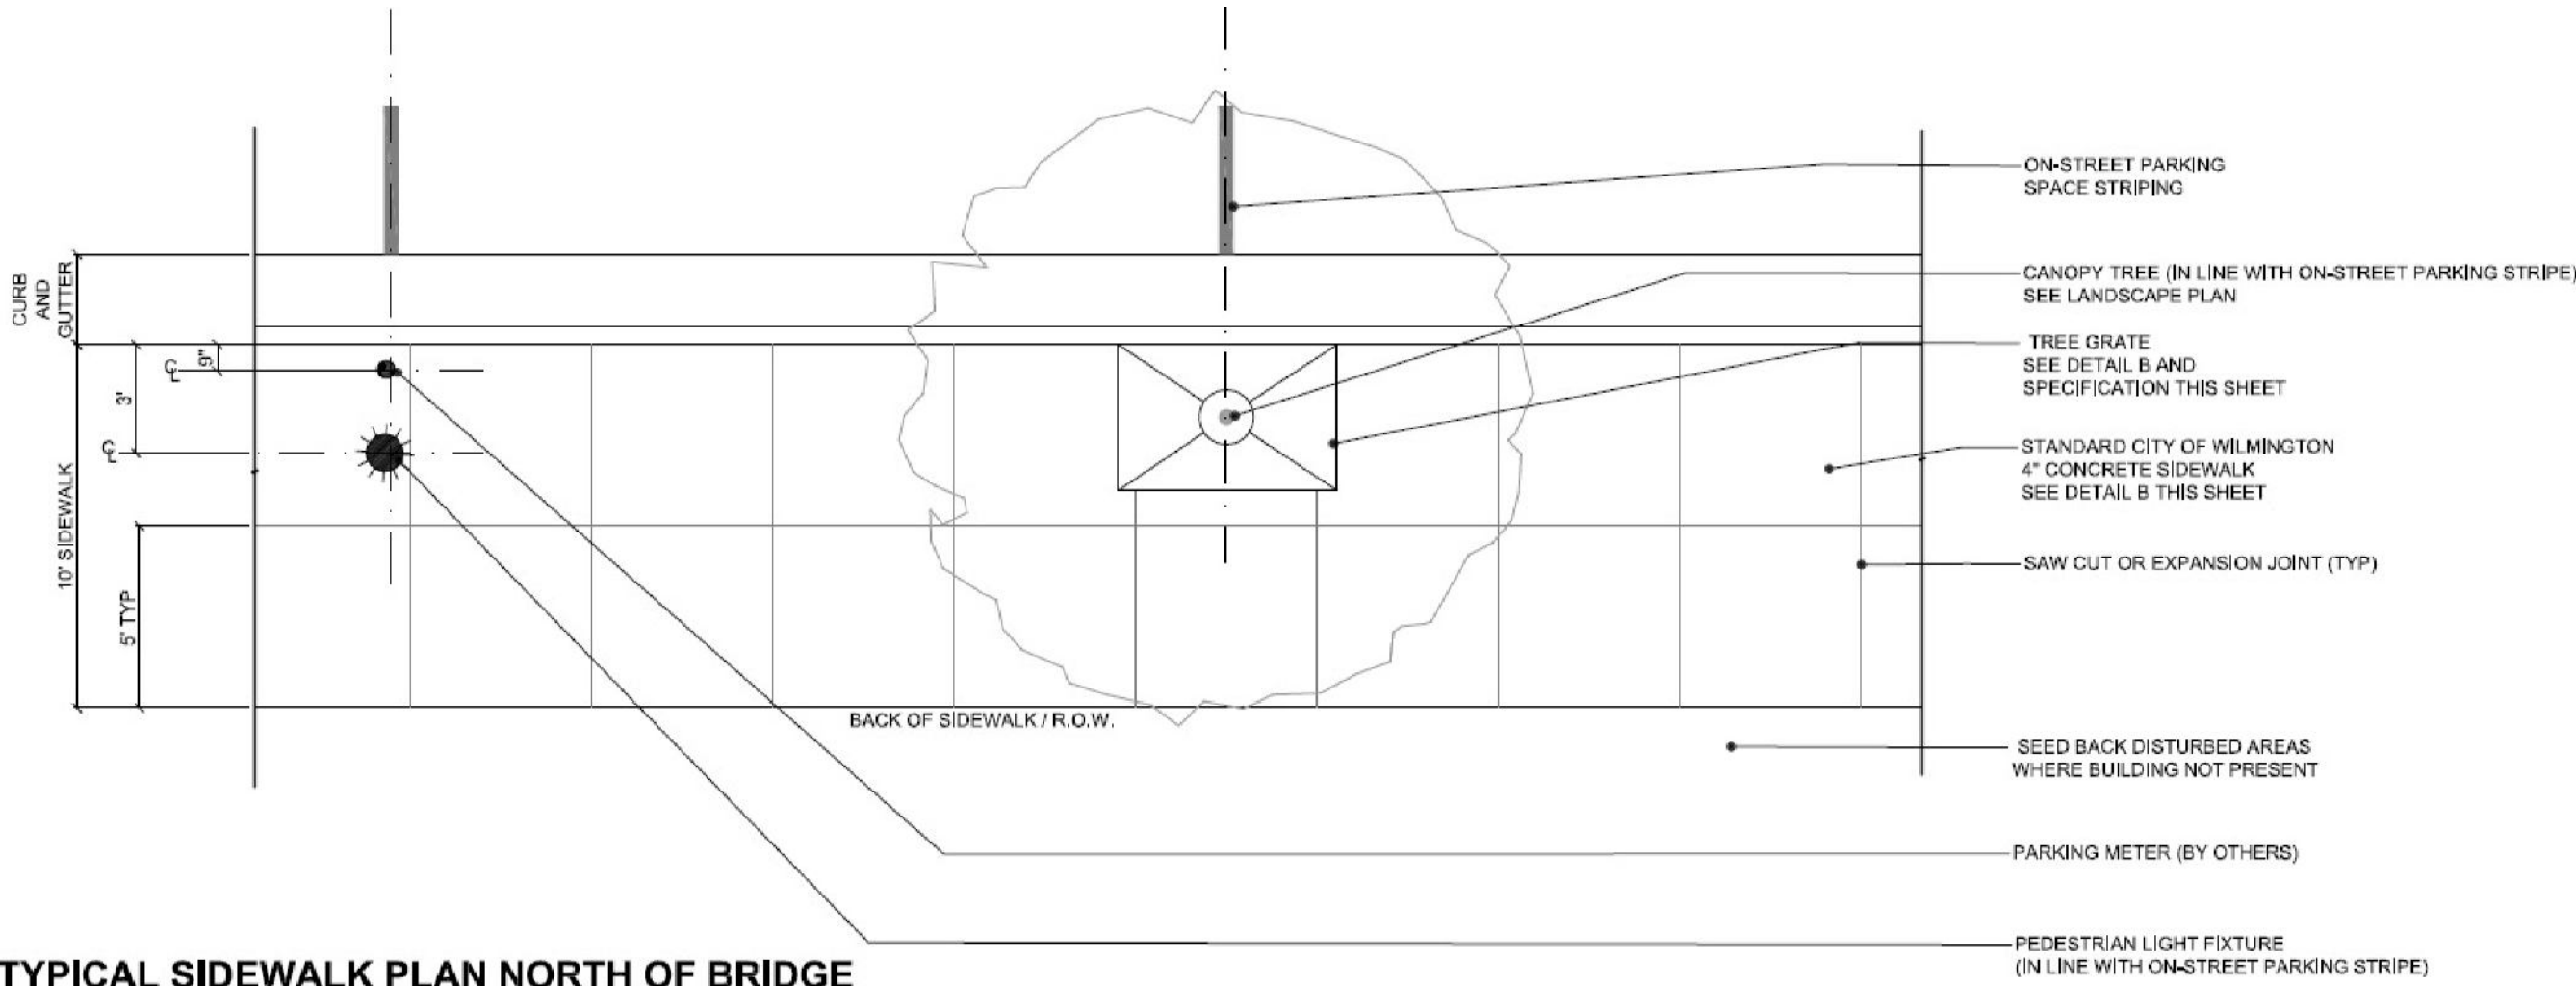 ON-STREET PARKING
SPACE STRIPING
CURB
AND
GUTTER
CANOPY TREE (IN LINE WITH ON-STREET PARKING STRIPE)
SEE LANDSCAPE PLAN
TREE GRATE
SEE DETAIL B AND
SPECIFICATION THIS SHEET
9"
3'
10' SIDEWALK
5' TYP
STANDARD CITY OF WILMINGTON
4" CONCRETE SIDEWALK
SEE DETAIL B THIS SHEET
SAW CUT OR EXPANSION JOINT (TYP)
BACK OF SIDEWALK / R.O.W.
SEED BACK DISTURBED AREAS
WHERE BUILDING NOT PRESENT
PARKING METER (BY OTHERS)
PEDESTRIAN LIGHT FIXTURE
(IN LINE WITH ON-STREET PARKING STRIPE)
TYPICAL SIDEWALK PLAN NORTH OF BRIDGE